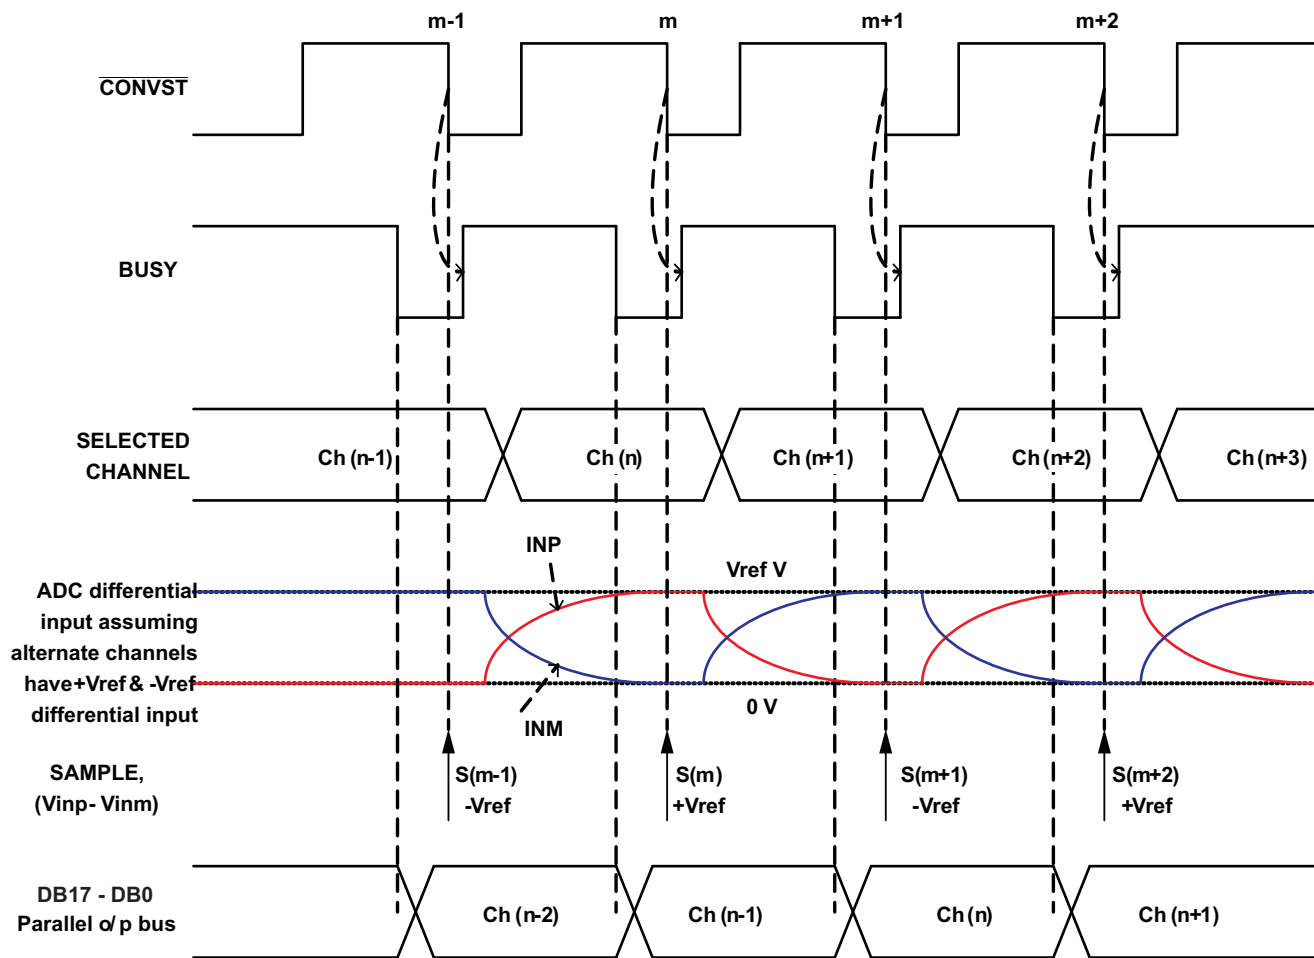 m-1 m m+1 m+2
CONVST
BUSY
SELECTED
CHANNEL
Ch (n-1) Ch (n) Ch (n+1) Ch (n+2) Ch (n+3)
INP
Vref V
ADC differential
input assuming
alternate channels
have+Vref & -Vref
differential input
INM
0 V
SAMPLE,
(Vinp- Vinm)
S(m-1) S(m) S(m+1) S(m+2)
-Vref +Vref -Vref +Vref
DB17 - DB0
Parallel o/p bus
Ch (n-2) Ch (n-1) Ch (n) Ch (n+1)